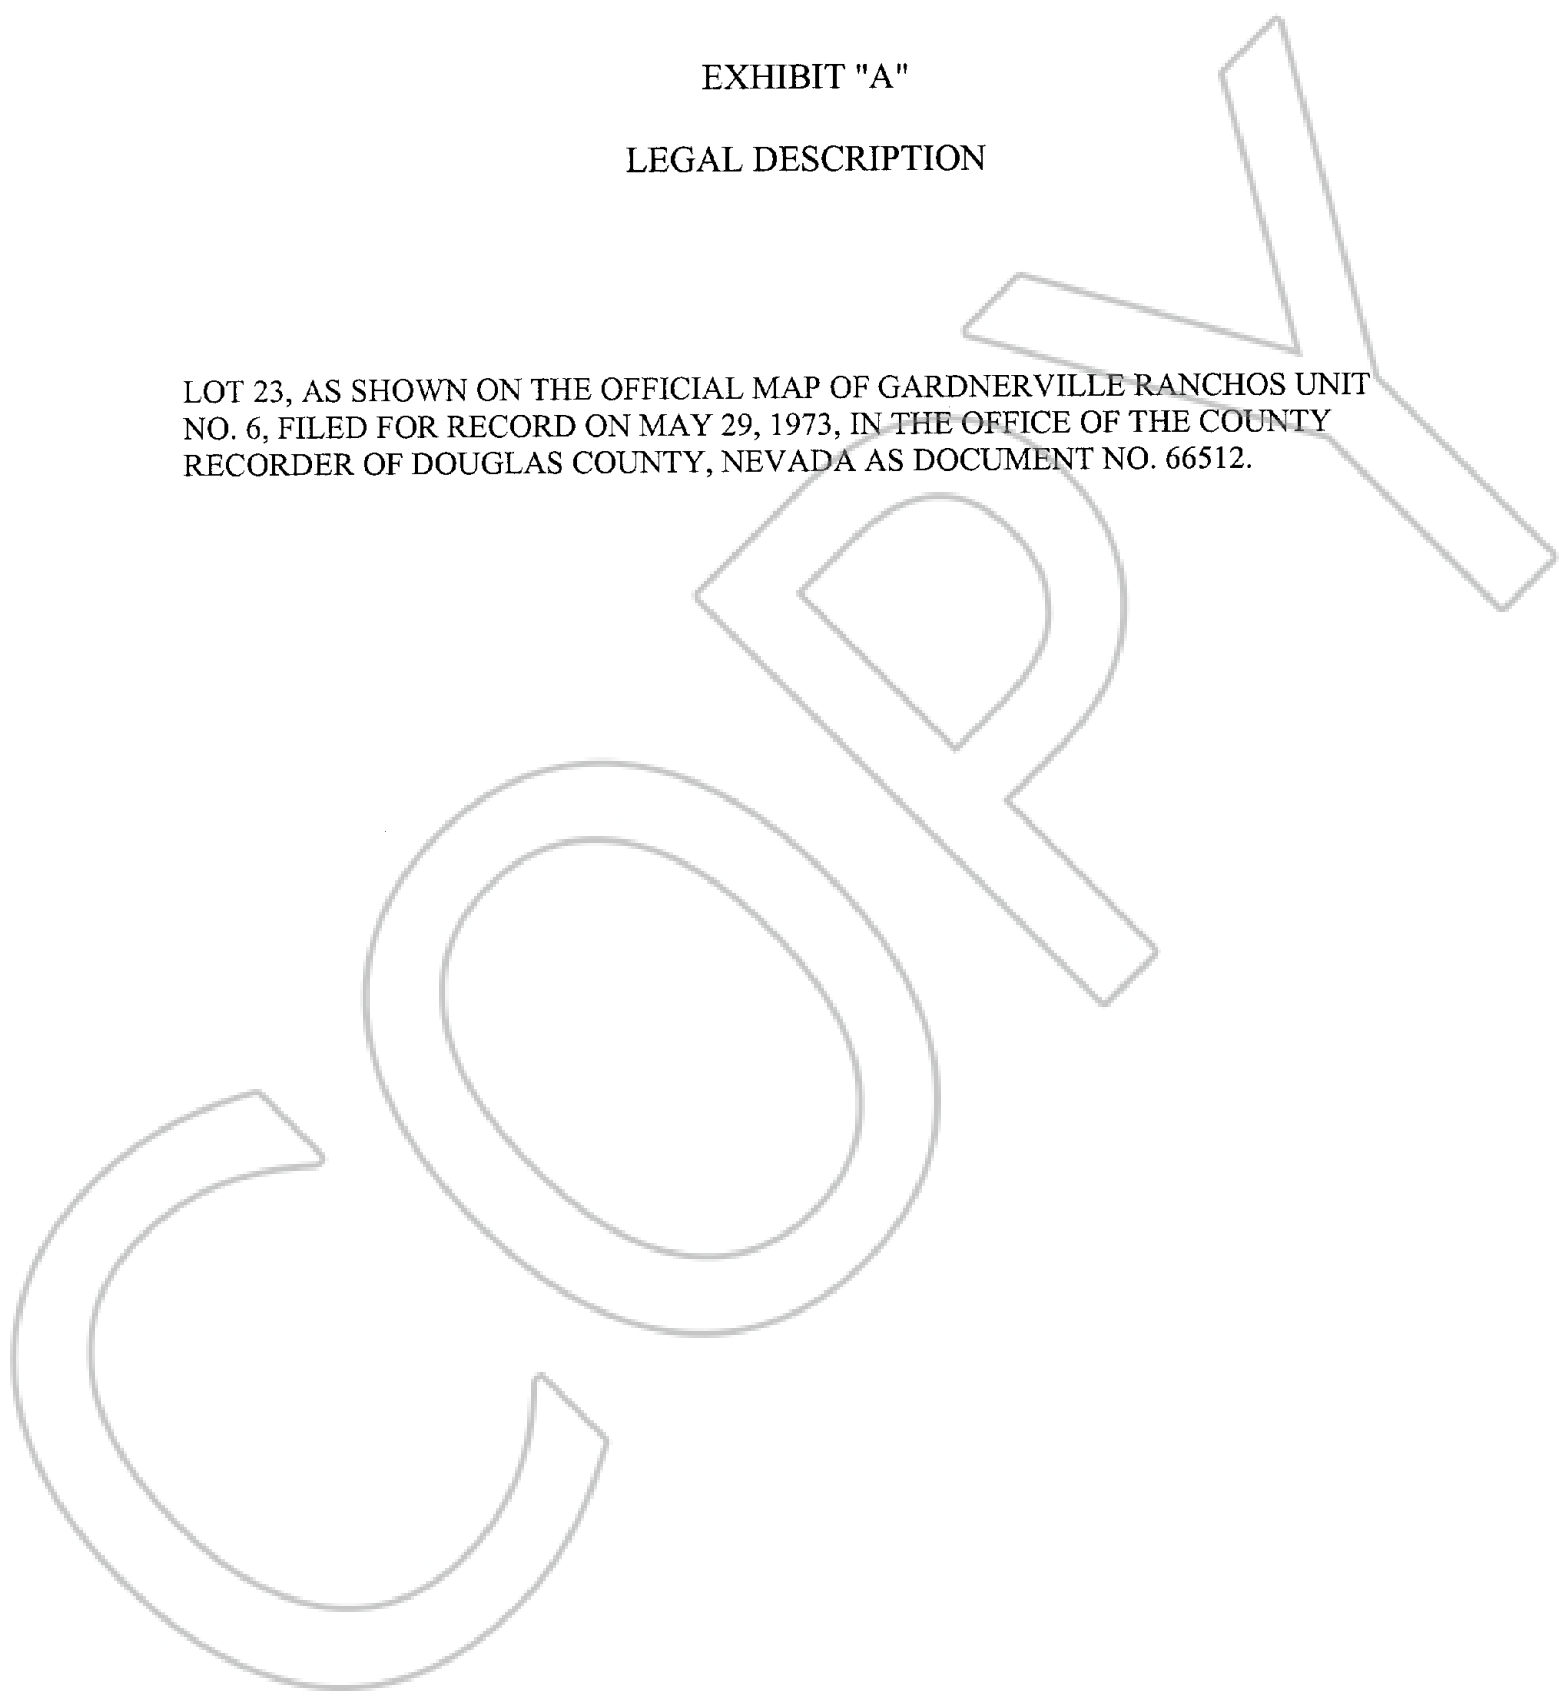 EXHIBIT "A"
LEGAL DESCRIPTION
LOT 23, AS SHOWN ON THE OFFICIAL MAP OF GARDNERVILLE RANCHOS UNIT
NO. 6, FILED FOR RECORD ON MAY 29, 1973, IN THE OFFICE OF THE COUNTY
RECORDER OF DOUGLAS COUNTY, NEVADA AS DOCUMENT NO. 66512.
COPY